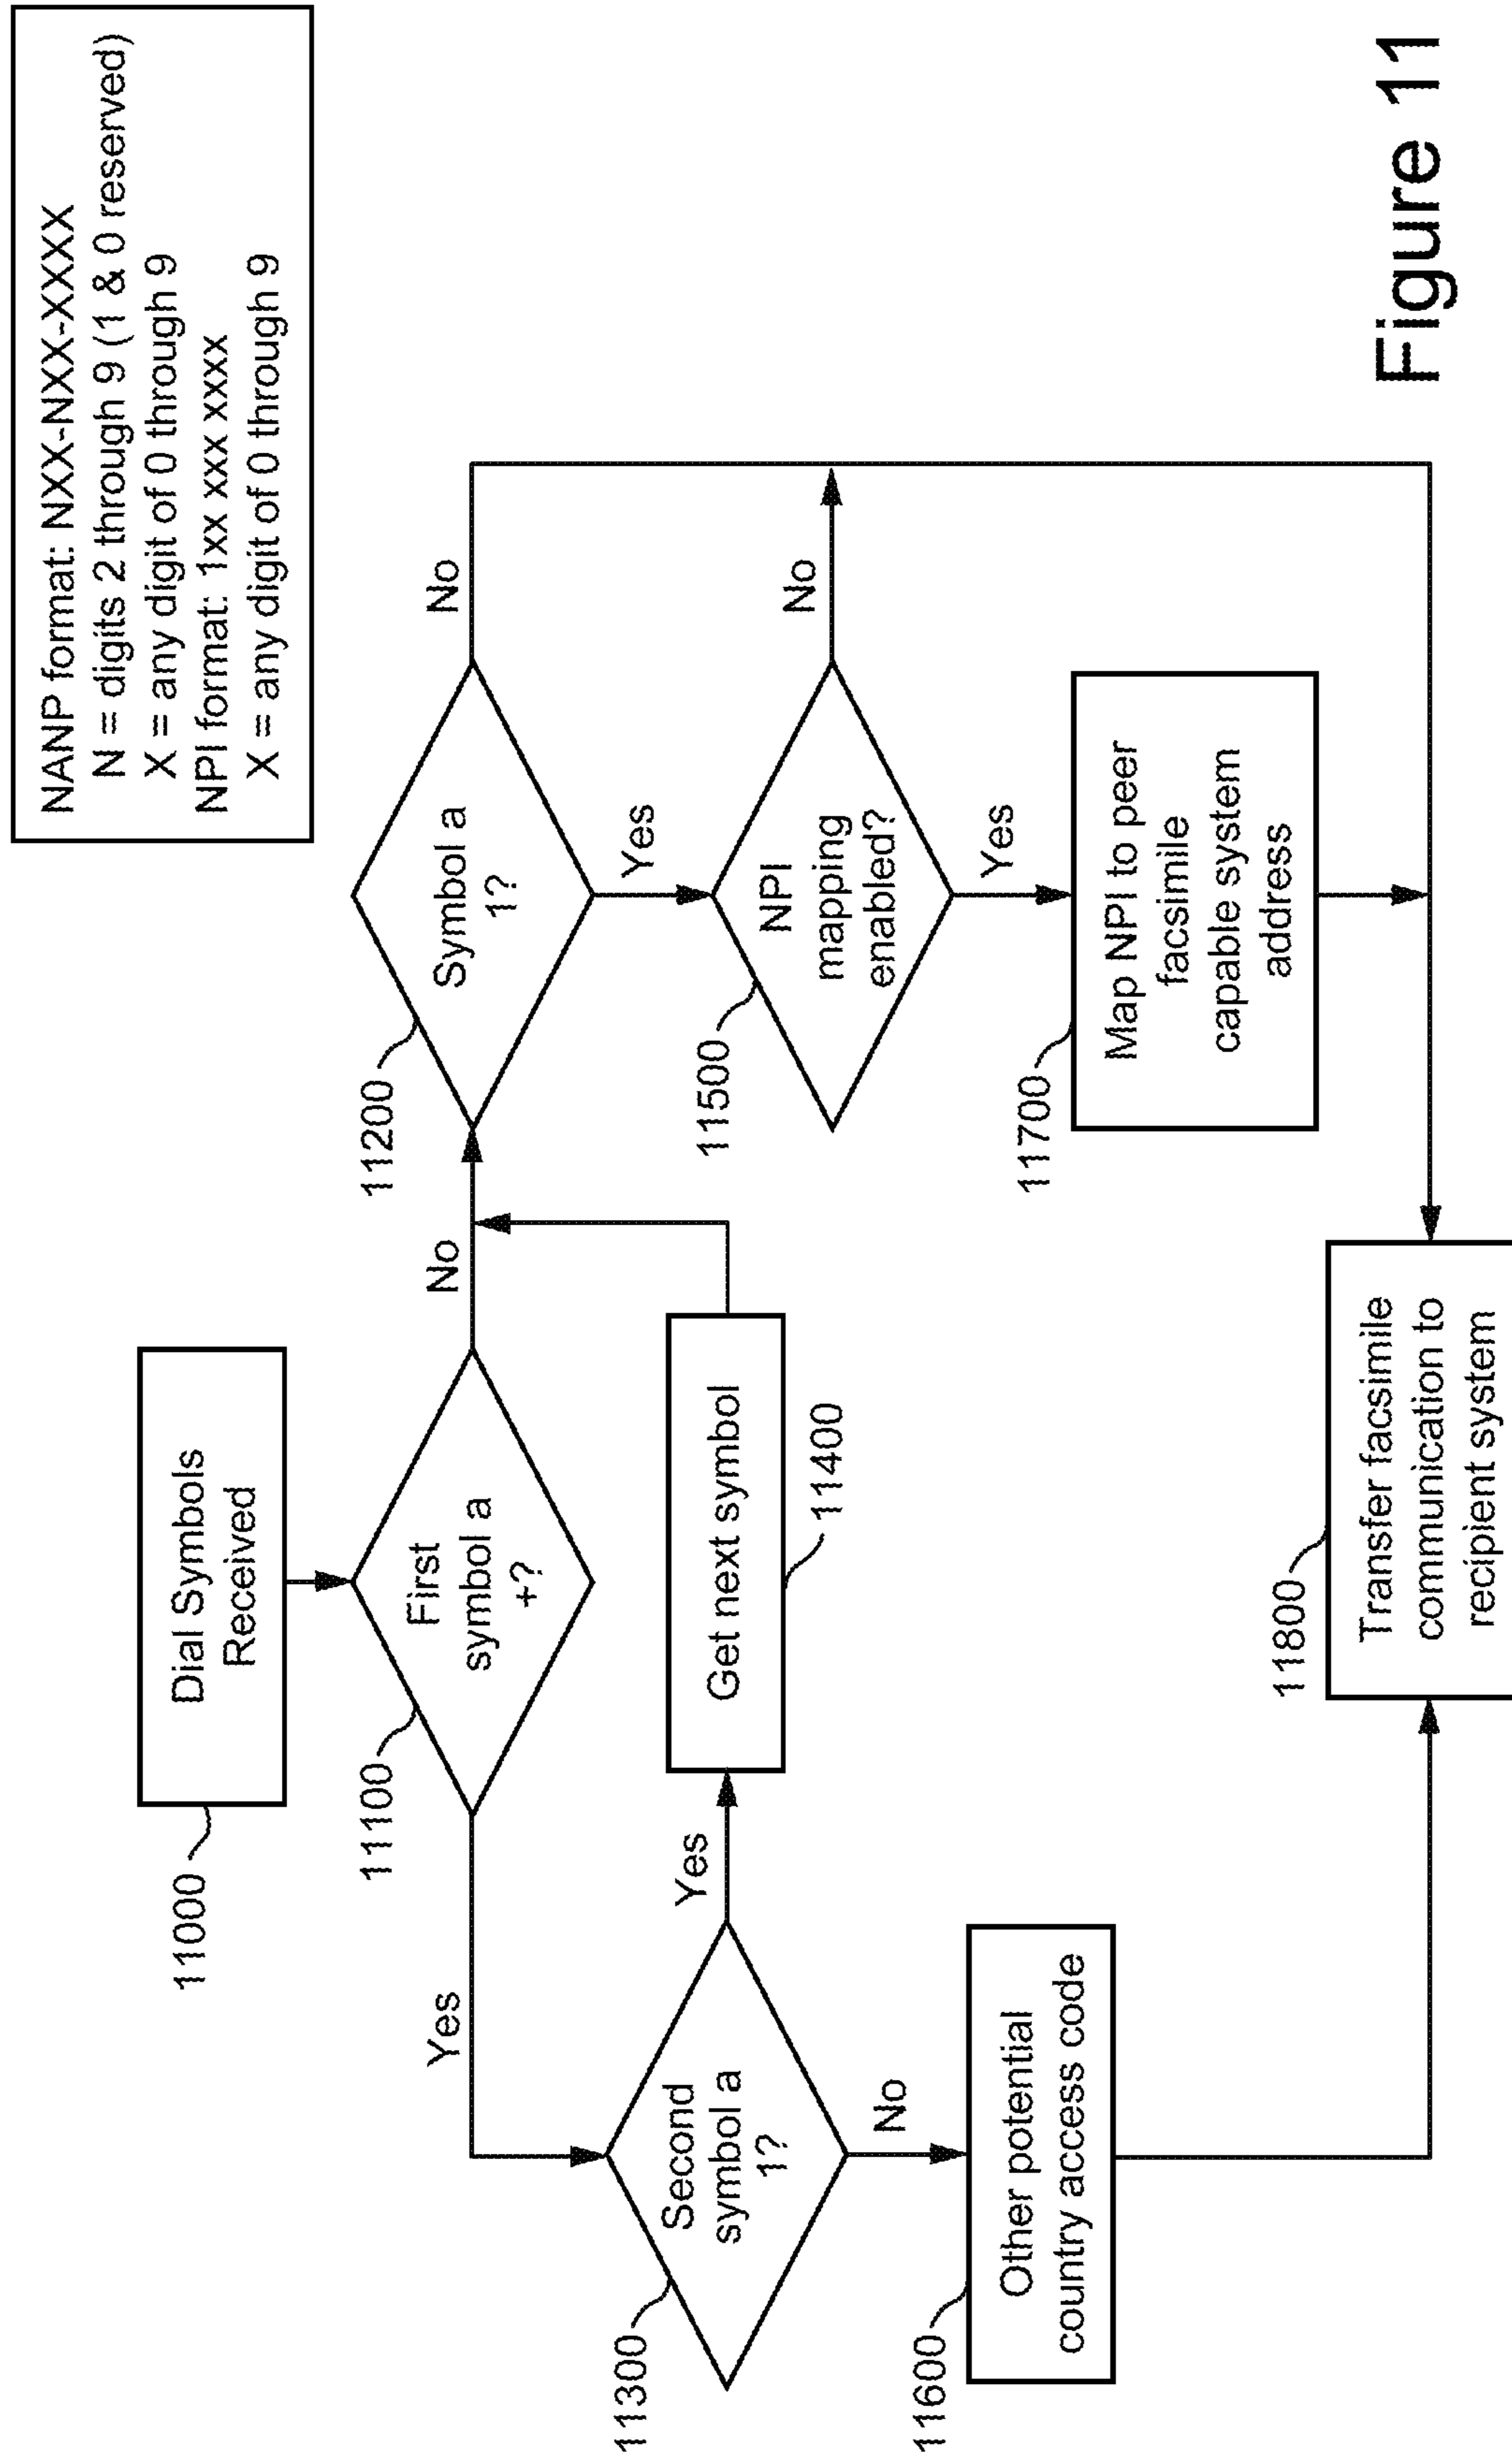 NANP format: NXX-NXX-XXXX
N = digits 2 through 9 (1 & 0 reserved)
X = any digit of 0 through 9
NPI format: 1xx xxx xxxx
X = any digit of 0 through 9
11000
Dial Symbols
Received
11100
First
symbol a
+?
Yes
No
11200
Symbol a
1?
No
Yes
11300
Second
symbol a
1?
Yes
No
Get next symbol
11400
11500
NPI
mapping
enabled?
No
Yes
11600
Other potential
country access code
11700
Map NPI to peer
facsimile
capable system
address
11800
Transfer facsimile
communication to
recipient system
Figure 11